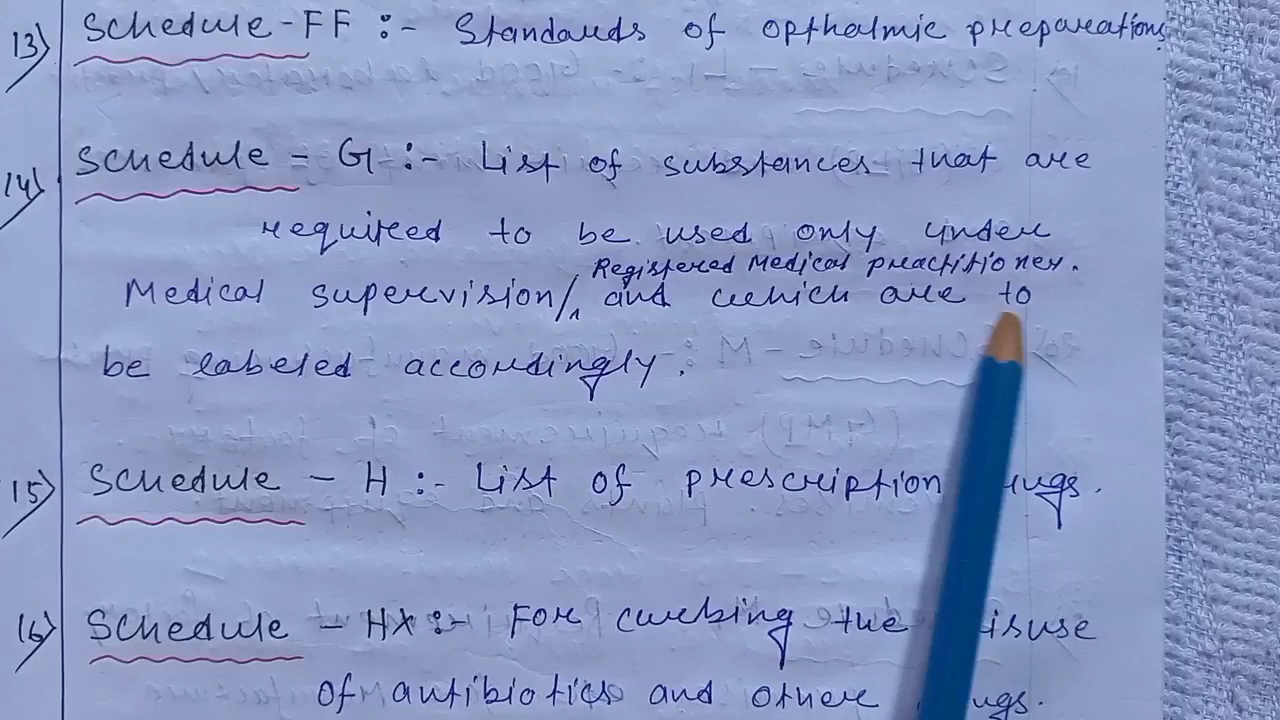 13) Schedule-FF :- Standards of opthalmic preparations
14) Schedule - G :- List of substances that are
required to be used only under
Registered Medical practitioner.
Medical supervision/ and which are to
be labeled accordingly.
15) Schedule - H :- List of prescription
16) Schedule - HX :- For curbing the
of antibiotics and other